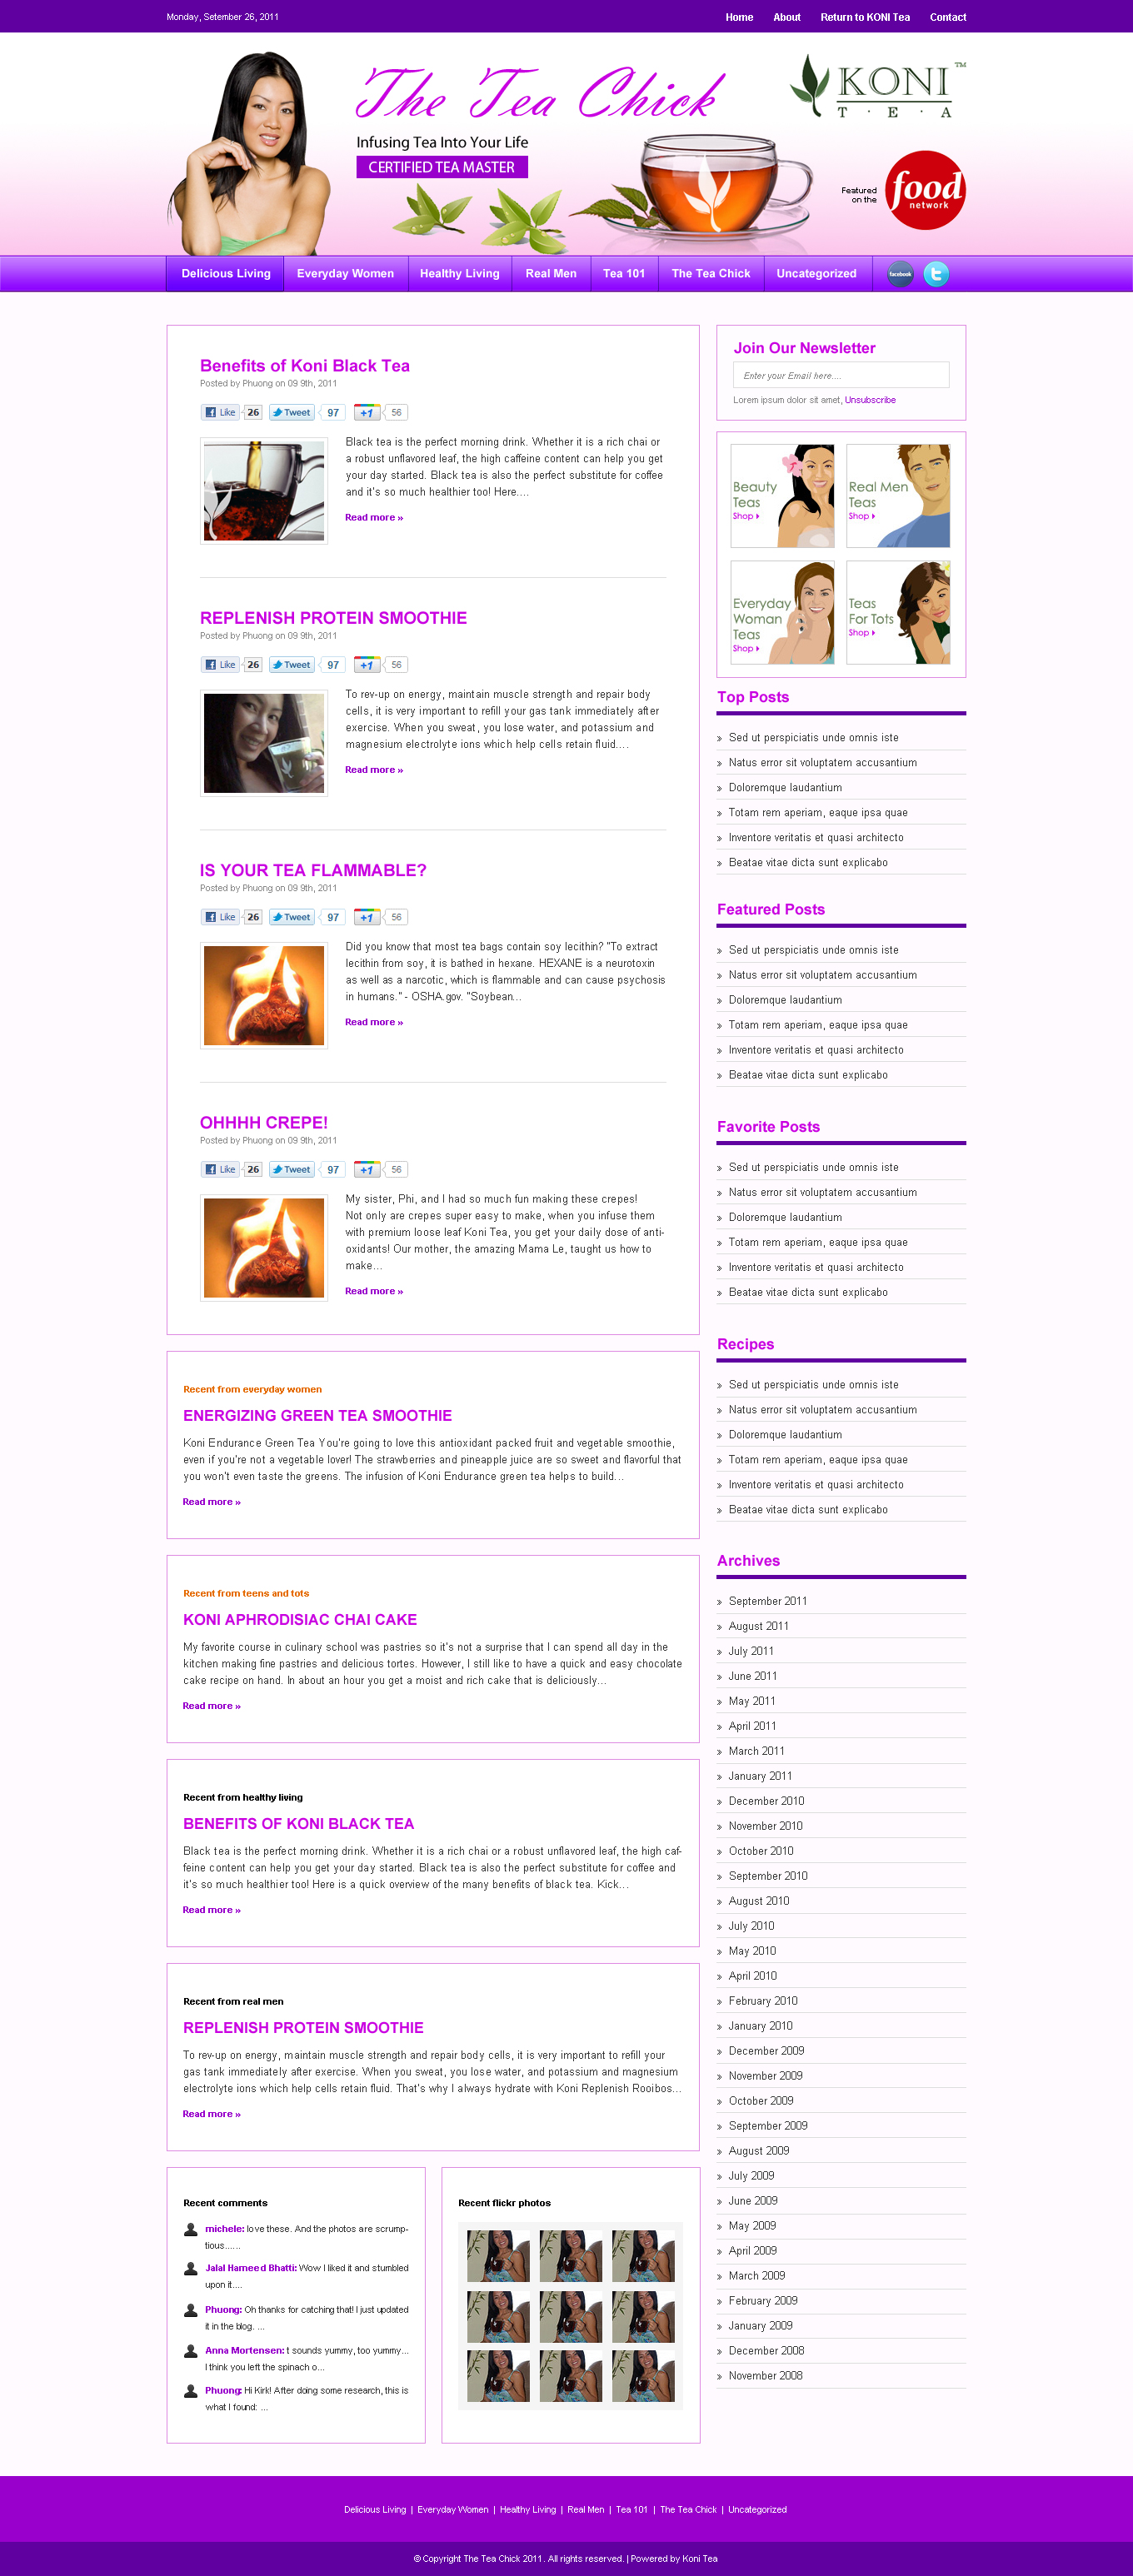 Monday, Setember 26, 2011
Home About Return to KONI Tea Contact
The Tea Chick
Infusing Tea Into Your Life
CERTIFIED TEA MASTER
KONI ™
T · E · A
Featured
on the
food
network
Delicious Living Everyday Women Healthy Living Real Men Tea 101 The Tea Chick Uncategorized facebook
Benefits of Koni Black Tea
Posted by Phuong on 09 9th, 2011
Like 26 Tweet 97 +1 56
Black tea is the perfect morning drink. Whether it is a rich chai or
a robust unflavored leaf, the high caffeine content can help you get
your day started. Black tea is also the perfect substitute for coffee
and it's so much healthier too! Here....
Read more »
REPLENISH PROTEIN SMOOTHIE
Posted by Phuong on 09 9th, 2011
Like 26 Tweet 97 +1 56
To rev-up on energy, maintain muscle strength and repair body
cells, it is very important to refill your gas tank immediately after
exercise. When you sweat, you lose water, and potassium and
magnesium electrolyte ions which help cells retain fluid....
Read more »
IS YOUR TEA FLAMMABLE?
Posted by Phuong on 09 9th, 2011
Like 26 Tweet 97 +1 56
Did you know that most tea bags contain soy lecithin? "To extract
lecithin from soy, it is bathed in hexane. HEXANE is a neurotoxin
as well as a narcotic, which is flammable and can cause psychosis
in humans." - OSHA.gov. "Soybean...
Read more »
OHHHH CREPE!
Posted by Phuong on 09 9th, 2011
Like 26 Tweet 97 +1 56
My sister, Phi, and I had so much fun making these crepes!
Not only are crepes super easy to make, when you infuse them
with premium loose leaf Koni Tea, you get your daily dose of anti-
oxidants! Our mother, the amazing Mama Le, taught us how to
make...
Read more »
Recent from everyday women
ENERGIZING GREEN TEA SMOOTHIE
Koni Endurance Green Tea You're going to love this antioxidant packed fruit and vegetable smoothie,
even if you're not a vegetable lover! The strawberries and pineapple juice are so sweet and flavorful that
you won't even taste the greens. The infusion of Koni Endurance green tea helps to build...
Read more »
Recent from teens and tots
KONI APHRODISIAC CHAI CAKE
My favorite course in culinary school was pastries so it's not a surprise that I can spend all day in the
kitchen making fine pastries and delicious tortes. However, I still like to have a quick and easy chocolate
cake recipe on hand. In about an hour you get a moist and rich cake that is deliciously...
Read more »
Recent from healthy living
BENEFITS OF KONI BLACK TEA
Black tea is the perfect morning drink. Whether it is a rich chai or a robust unflavored leaf, the high caf-
feine content can help you get your day started. Black tea is also the perfect substitute for coffee and
it's so much healthier too! Here is a quick overview of the many benefits of black tea. Kick...
Read more »
Recent from real men
REPLENISH PROTEIN SMOOTHIE
To rev-up on energy, maintain muscle strength and repair body cells, it is very important to refill your
gas tank immediately after exercise. When you sweat, you lose water, and potassium and magnesium
electrolyte ions which help cells retain fluid. That's why I always hydrate with Koni Replenish Rooibos...
Read more »
Recent comments
michele: love these. And the photos are scrump-
tious......
Jalal Hameed Bhatti: Wow I liked it and stumbled
upon it....
Phuong: Oh thanks for catching that! I just updated
it in the blog. ...
Anna Mortensen: t sounds yummy, too yummy...
I think you left the spinach o...
Phuong: Hi Kirk! After doing some research, this is
what I found: ...
Recent flickr photos
Join Our Newsletter
Enter your Email here....
Lorem ipsum dolor sit amet, Unsubscribe
Beauty
Teas
Shop
Real Men
Teas
Shop
Everyday
Woman
Teas
Shop
Teas
For Tots
Shop
Top Posts
» Sed ut perspiciatis unde omnis iste
» Natus error sit voluptatem accusantium
» Doloremque laudantium
» Totam rem aperiam, eaque ipsa quae
» Inventore veritatis et quasi architecto
» Beatae vitae dicta sunt explicabo
Featured Posts
» Sed ut perspiciatis unde omnis iste
» Natus error sit voluptatem accusantium
» Doloremque laudantium
» Totam rem aperiam, eaque ipsa quae
» Inventore veritatis et quasi architecto
» Beatae vitae dicta sunt explicabo
Favorite Posts
» Sed ut perspiciatis unde omnis iste
» Natus error sit voluptatem accusantium
» Doloremque laudantium
» Totam rem aperiam, eaque ipsa quae
» Inventore veritatis et quasi architecto
» Beatae vitae dicta sunt explicabo
Recipes
» Sed ut perspiciatis unde omnis iste
» Natus error sit voluptatem accusantium
» Doloremque laudantium
» Totam rem aperiam, eaque ipsa quae
» Inventore veritatis et quasi architecto
» Beatae vitae dicta sunt explicabo
Archives
» September 2011
» August 2011
» July 2011
» June 2011
» May 2011
» April 2011
» March 2011
» January 2011
» December 2010
» November 2010
» October 2010
» September 2010
» August 2010
» July 2010
» May 2010
» April 2010
» February 2010
» January 2010
» December 2009
» November 2009
» October 2009
» September 2009
» August 2009
» July 2009
» June 2009
» May 2009
» April 2009
» March 2009
» February 2009
» January 2009
» December 2008
» November 2008
Delicious Living | Everyday Women | Healthy Living | Real Men | Tea 101 | The Tea Chick | Uncategorized
© Copyright The Tea Chick 2011. All rights reserved. | Powered by Koni Tea